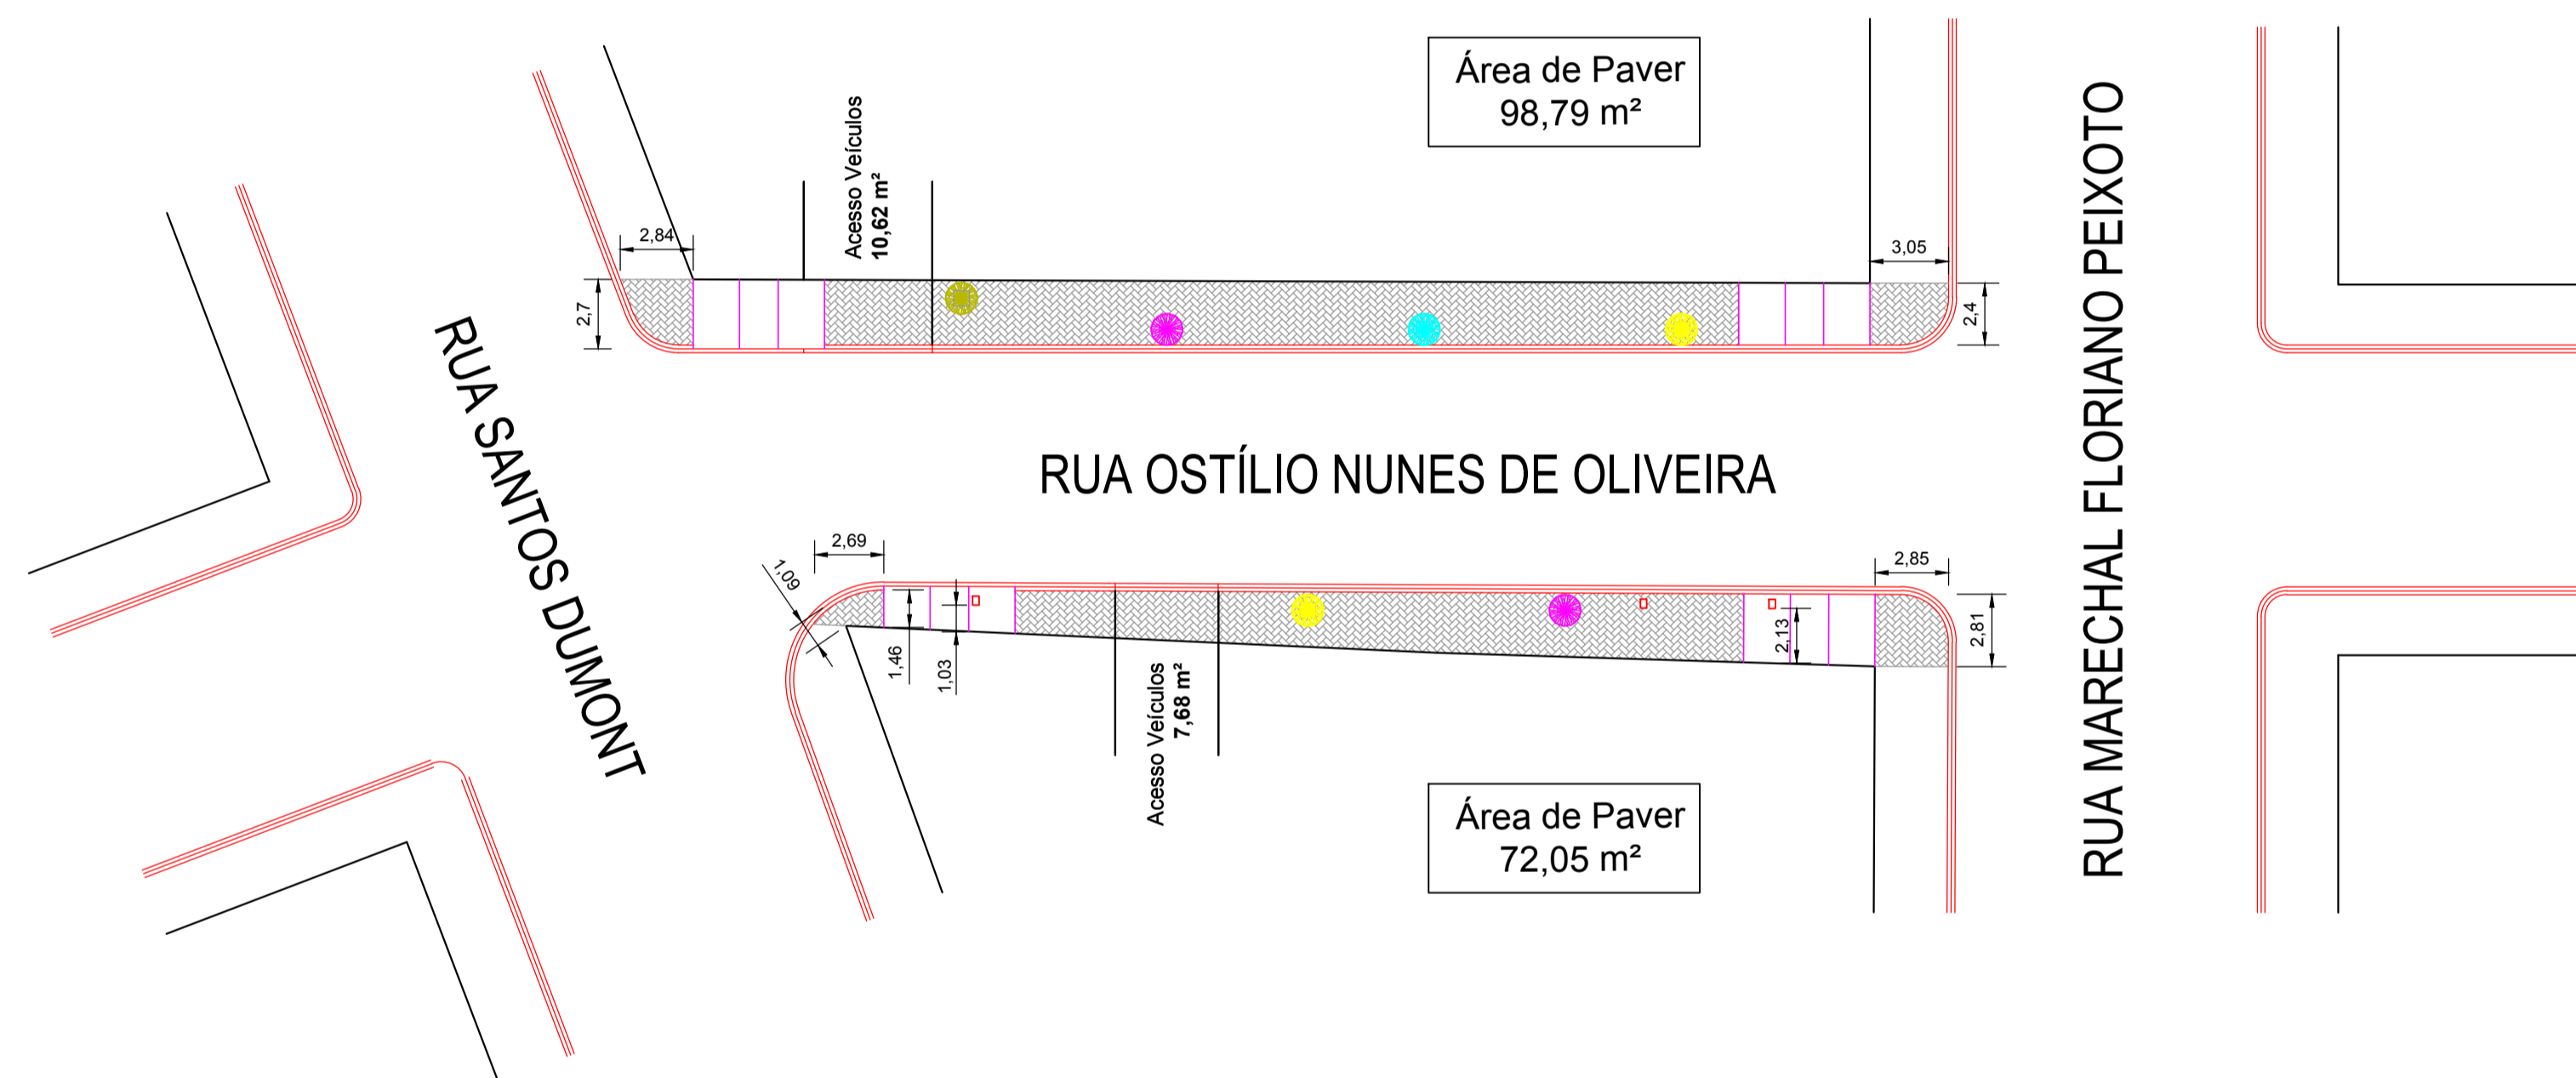 Área de Paver
98,79 m²
Acesso Veículos
10,62 m²
2,84
3,05
2,7
2,4
RUA SANTOS DUMONT
RUA OSTÍLIO NUNES DE OLIVEIRA
RUA MARECHAL FLORIANO PEIXOTO
2,69
1,09
2,85
1,46
1,03
2,13
2,81
Acesso Veículos
7,68 m²
Área de Paver
72,05 m²